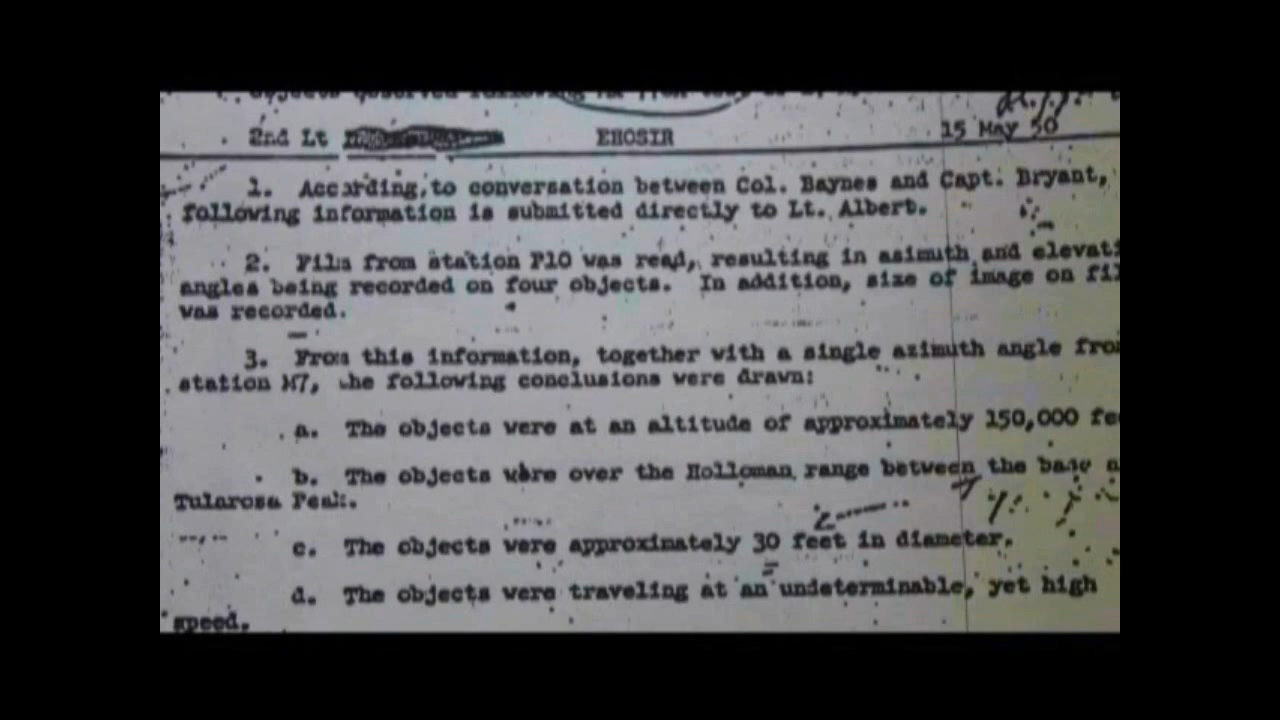 2nd Lt EHOSIR 15 May 50
1. According to conversation between Col. Baynes and Capt. Bryant,
following information is submitted directly to Lt. Albert.
2. Film from station P10 was read, resulting in azimuth and elevati
angles being recorded on four objects. In addition, size of image on fil
was recorded.
3. From this information, together with a single azimuth angle from
station M7, the following conclusions were drawn:
a. The objects were at an altitude of approximately 150,000 fee
b. The objects were over the Holloman range between the base a
Tularosa Peak.
c. The objects were approximately 30 feet in diameter.
d. The objects were traveling at an undeterminable, yet high
speed.